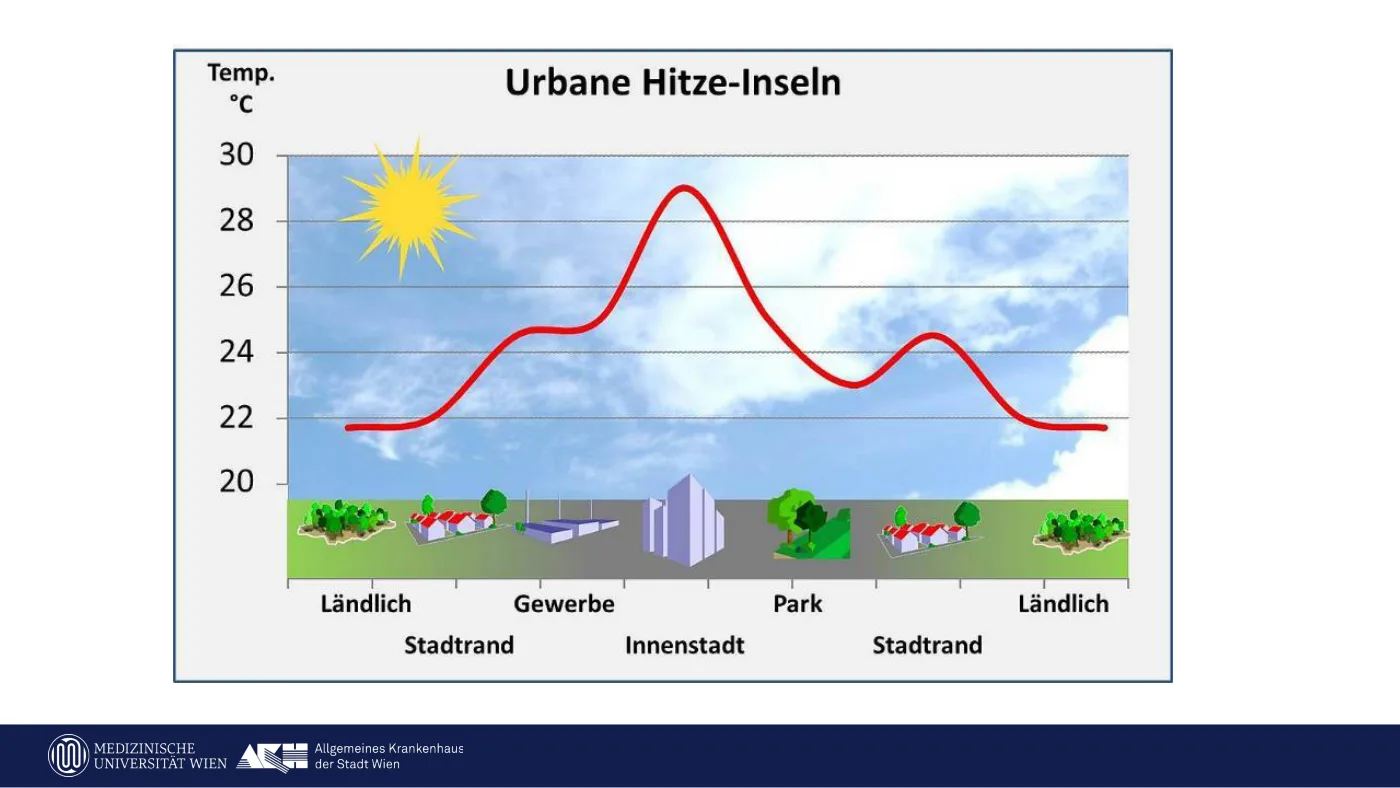 Temp.
°C
Urbane Hitze-Inseln
30
28
26
24
22
20
Ländlich
Gewerbe
Park
Ländlich
Stadtrand
Innenstadt
Stadtrand
MEDIZINISCHE
UNIVERSITÄT WIEN
AKH
Allgemeines Krankenhaus
der Stadt Wien